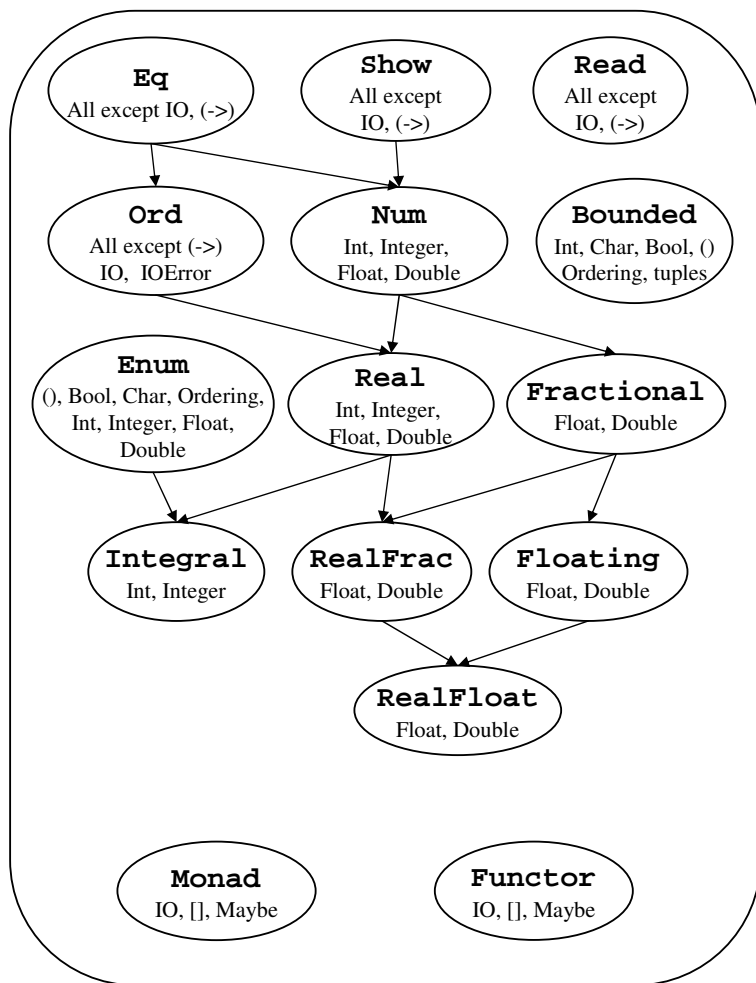 Eq
All except IO, (->)
Show
All except
IO, (->)
Read
All except
IO, (->)
Ord
All except (->)
IO, IOError
Num
Int, Integer,
Float, Double
Bounded
Int, Char, Bool, ()
Ordering, tuples
Enum
(), Bool, Char, Ordering,
Int, Integer, Float,
Double
Real
Int, Integer,
Float, Double
Fractional
Float, Double
Integral
Int, Integer
RealFrac
Float, Double
Floating
Float, Double
RealFloat
Float, Double
Monad
IO, [], Maybe
Functor
IO, [], Maybe